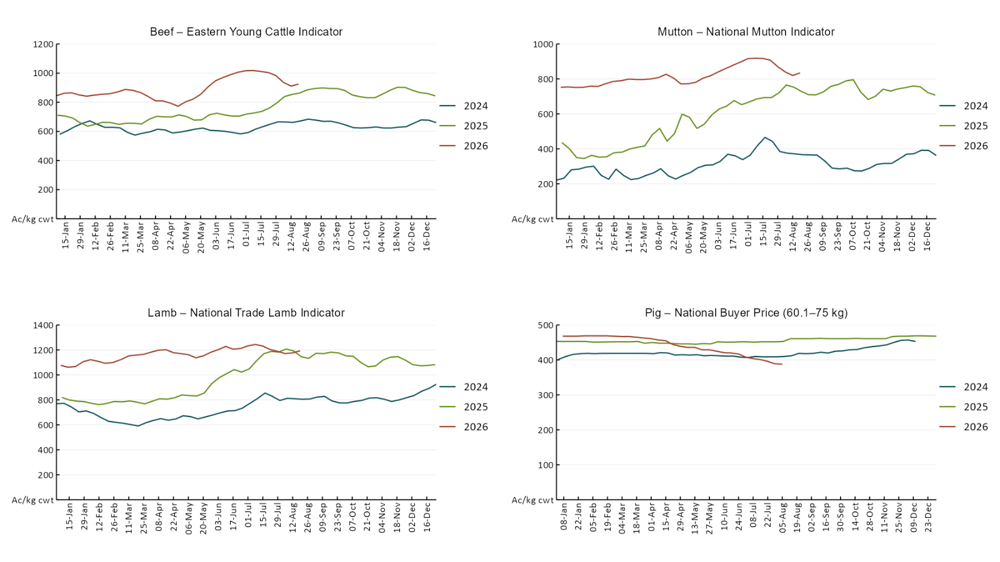 Beef – Eastern Young Cattle Indicator
1200
1000
800
600
400
200
Ac/kg cwt
15-Jan
29-Jan
12-Feb
26-Feb
11-Mar
25-Mar
08-Apr
22-Apr
06-May
20-May
03-Jun
17-Jun
01-Jul
15-Jul
29-Jul
12-Aug
26-Aug
09-Sep
23-Sep
07-Oct
21-Oct
04-Nov
18-Nov
02-Dec
16-Dec
2024
2025
2026
Mutton – National Mutton Indicator
1000
800
600
400
200
Ac/kg cwt
15-Jan
29-Jan
12-Feb
26-Feb
11-Mar
25-Mar
08-Apr
22-Apr
06-May
20-May
03-Jun
17-Jun
01-Jul
15-Jul
29-Jul
12-Aug
26-Aug
09-Sep
23-Sep
07-Oct
21-Oct
04-Nov
18-Nov
02-Dec
16-Dec
2024
2025
2026
Lamb – National Trade Lamb Indicator
1400
1200
1000
800
600
400
200
Ac/kg cwt
15-Jan
29-Jan
12-Feb
26-Feb
11-Mar
25-Mar
08-Apr
22-Apr
06-May
20-May
03-Jun
17-Jun
01-Jul
15-Jul
29-Jul
12-Aug
26-Aug
09-Sep
23-Sep
07-Oct
21-Oct
04-Nov
18-Nov
02-Dec
16-Dec
2024
2025
2026
Pig – National Buyer Price (60.1–75 kg)
500
400
300
200
100
Ac/kg cwt
08-Jan
22-Jan
05-Feb
19-Feb
04-Mar
18-Mar
01-Apr
15-Apr
29-Apr
13-May
27-May
10-Jun
24-Jun
08-Jul
22-Jul
05-Aug
19-Aug
02-Sep
16-Sep
30-Sep
14-Oct
28-Oct
11-Nov
25-Nov
09-Dec
23-Dec
2024
2025
2026